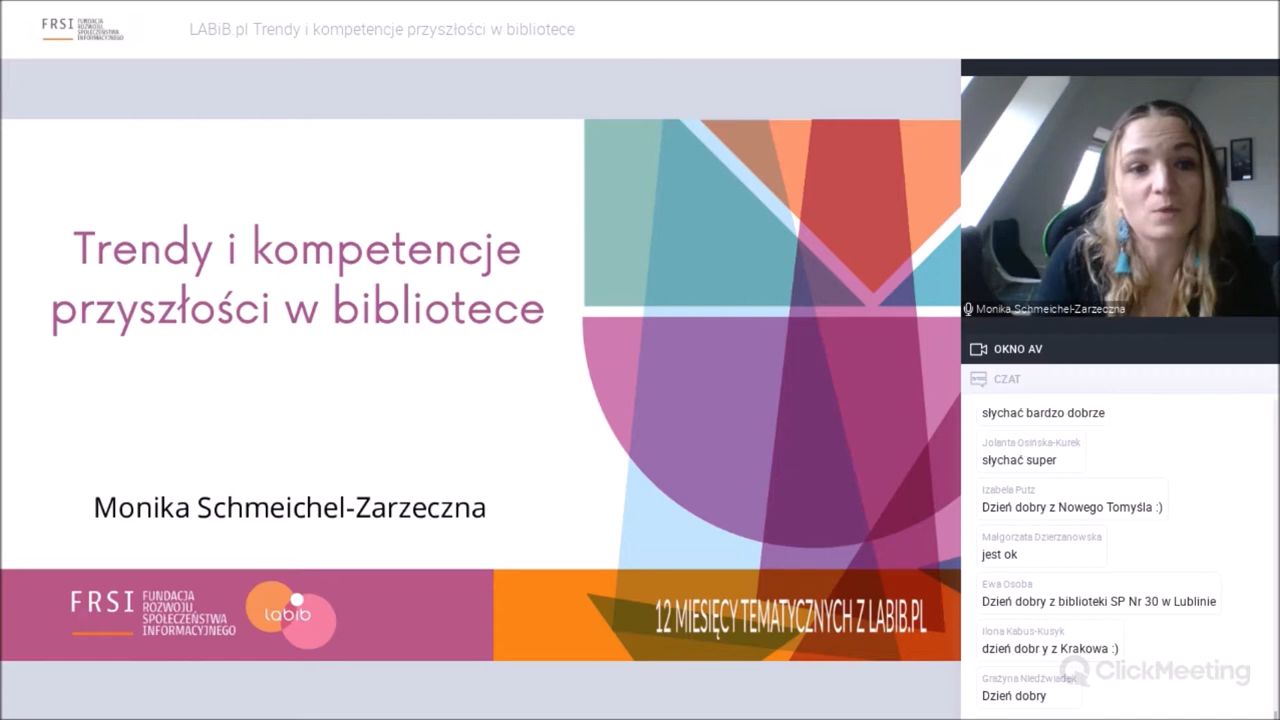 FRSI
FUNDACJA
ROZWOJU
SPOŁECZEŃSTWA
INFORMACYJNEGO
LABiB.pl Trendy i kompetencje przyszłości w bibliotece
Trendy i kompetencje
przyszłości w bibliotece
Monika Schmeichel-Zarzeczna
FRSI
FUNDACJA
ROZWOJU
SPOŁECZEŃSTWA
INFORMACYJNEGO
labib
12 MIESIĘCY TEMATYCZNYCH Z LABIB.PL
Monika Schmeichel-Zarzeczna
OKNO AV
CZAT
słychać bardzo dobrze
Jolanta Osińska-Kurek
słychać super
Izabela Putz
Dzień dobry z Nowego Tomyśla :)
Małgorzata Dzierzanowska
jest ok
Ewa Osoba
Dzień dobry z biblioteki SP Nr 30 w Lublinie
Ilona Kabus-Kusyk
dzień dobr y z Krakowa :)
Grażyna Niedźwiadek
Dzień dobry
ClickMeeting